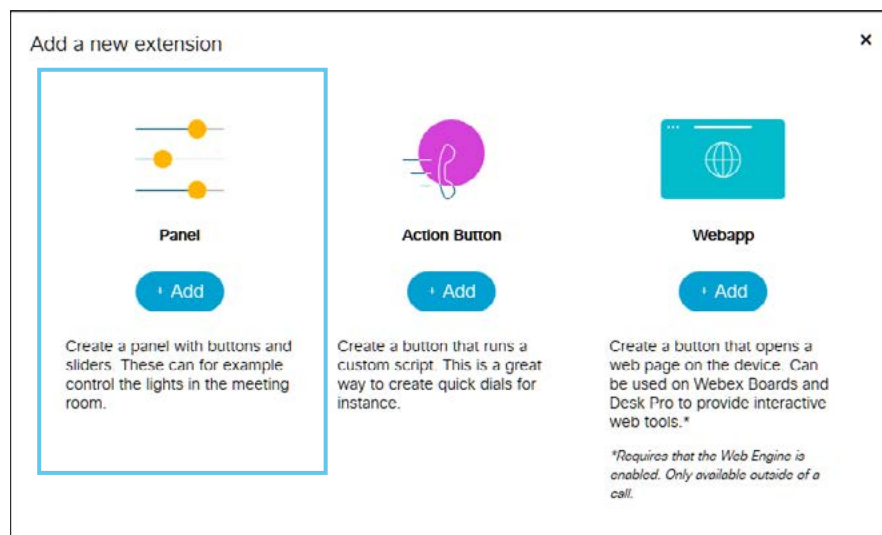 Add a new extension
×
Panel
Action Button
Webapp
+ Add
+ Add
+ Add
Create a panel with buttons and
sliders. These can for example
control the lights in the meeting
room.
Create a button that runs a
custom script. This is a great
way to create quick dials for
instance.
Create a button that opens a
web page on the device. Can
be used on Webex Boards and
Desk Pro to provide interactive
web tools.*
*Requires that the Web Engine is
enabled. Only available outside of a
call.